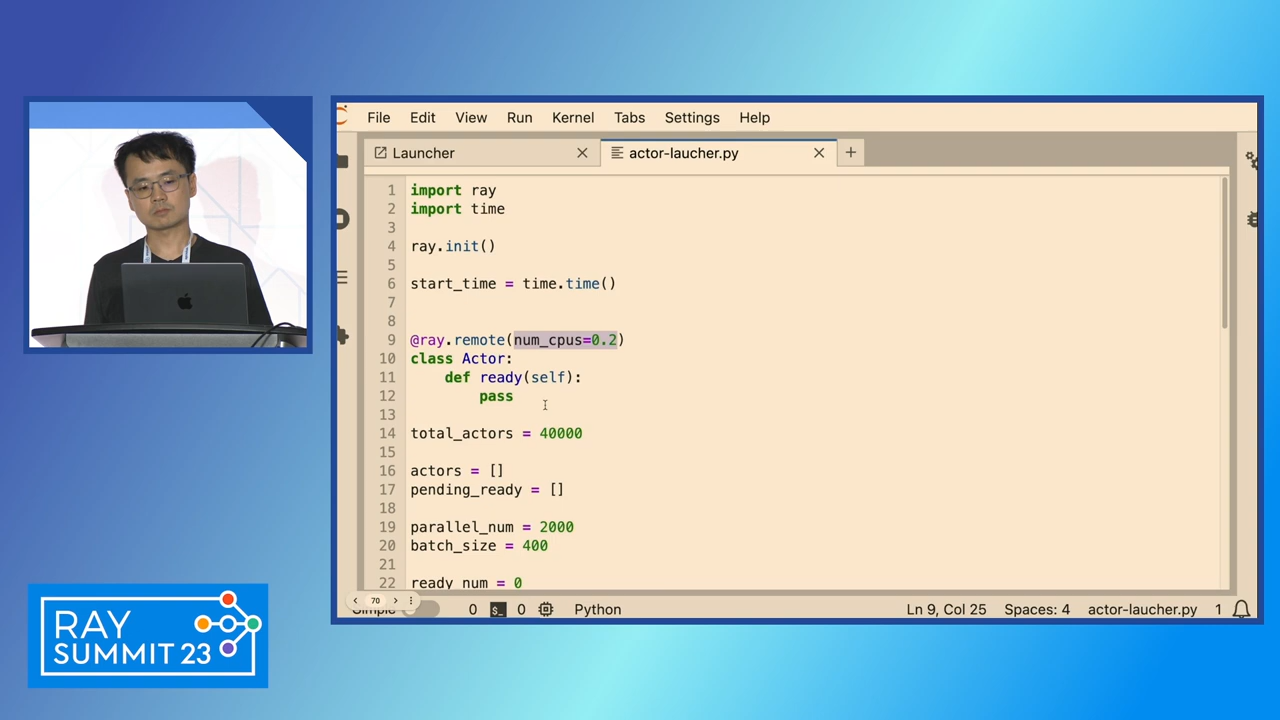 File Edit View Run Kernel Tabs Settings Help
Launcher
actor-laucher.py
1 import ray
2 import time
3
4 ray.init()
5
6 start_time = time.time()
7
8
9 @ray.remote(num_cpus=0.2)
10 class Actor:
11 def ready(self):
12 pass
13
14 total_actors = 40000
15
16 actors = []
17 pending_ready = []
18
19 parallel_num = 2000
20 batch_size = 400
21
22 ready_num = 0
70
Simple 0 $_ 0 Python Ln 9, Col 25 Spaces: 4 actor-laucher.py 1
RAY
SUMMIT 23